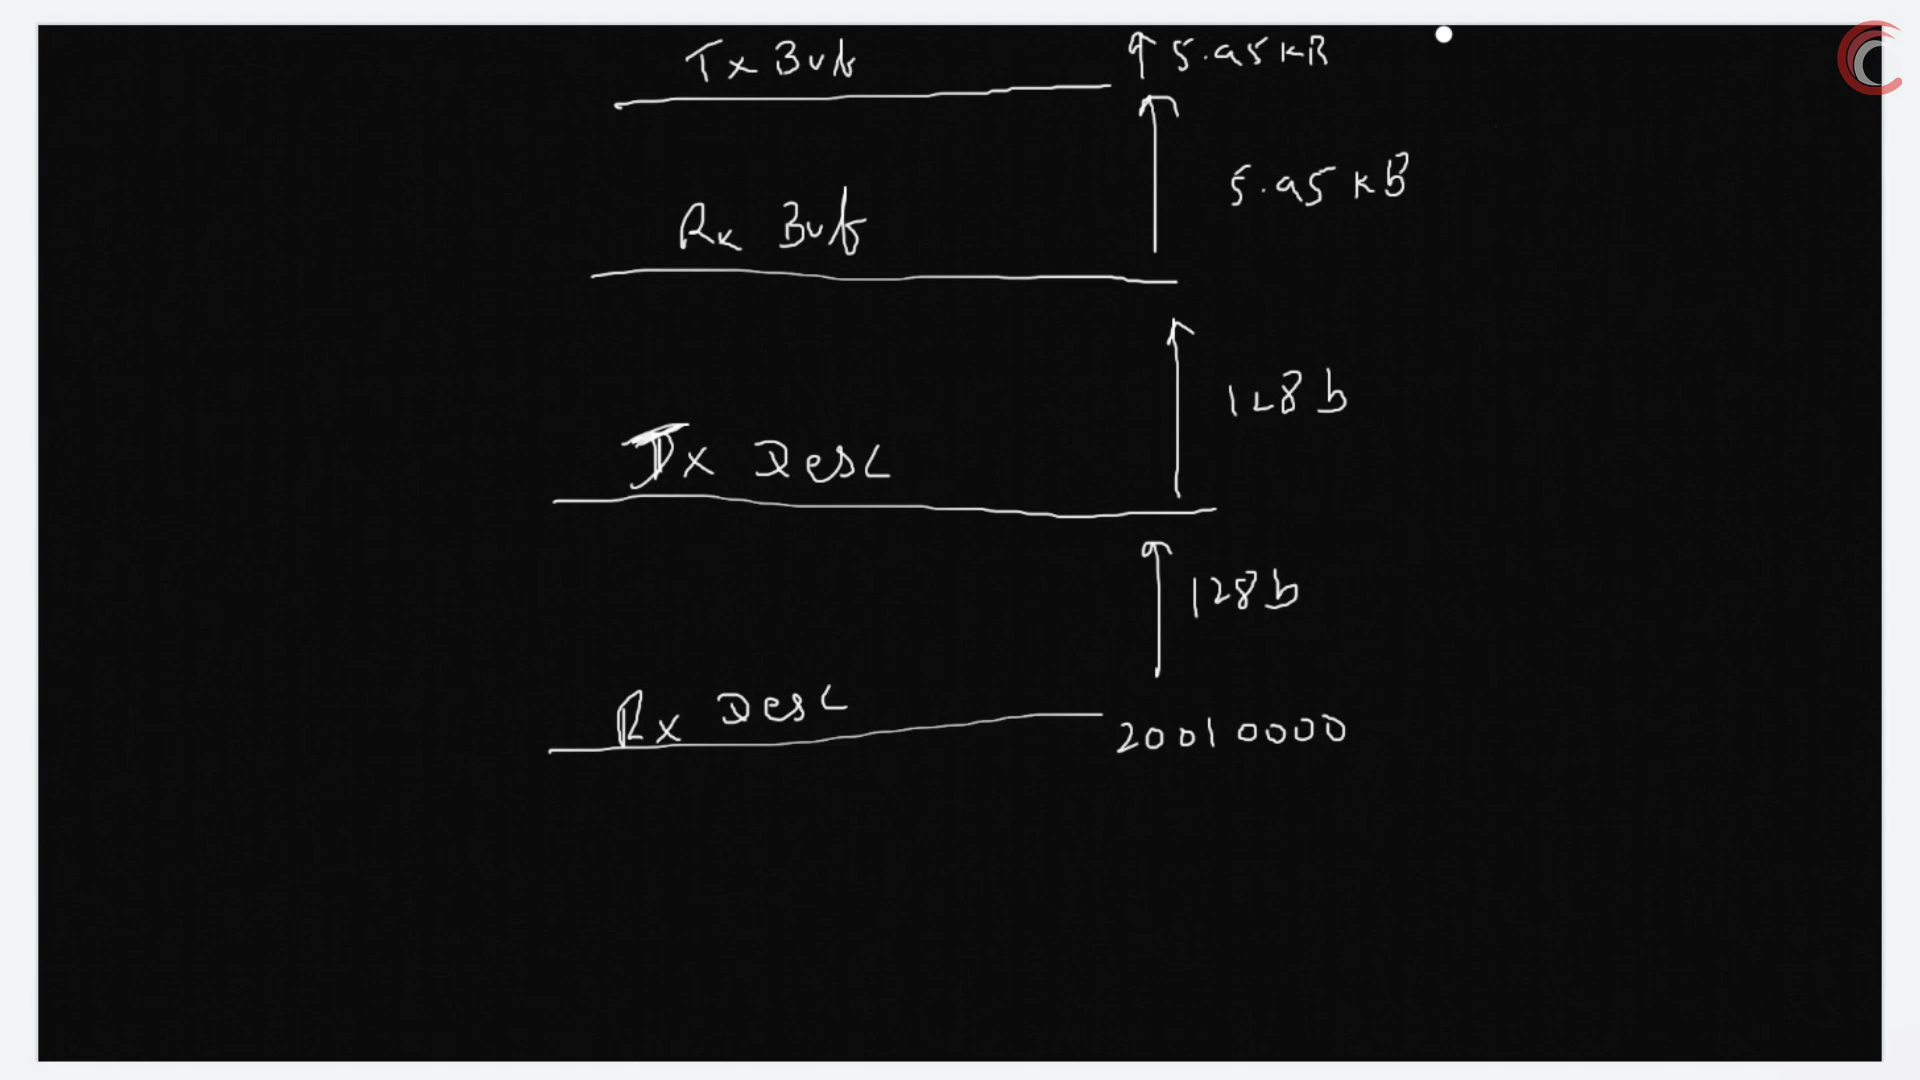 Tx Buf 5.95 KB
5.95 KB
Rx Buf
128 b
Tx Desc
128 b
Rx Desc 20010000